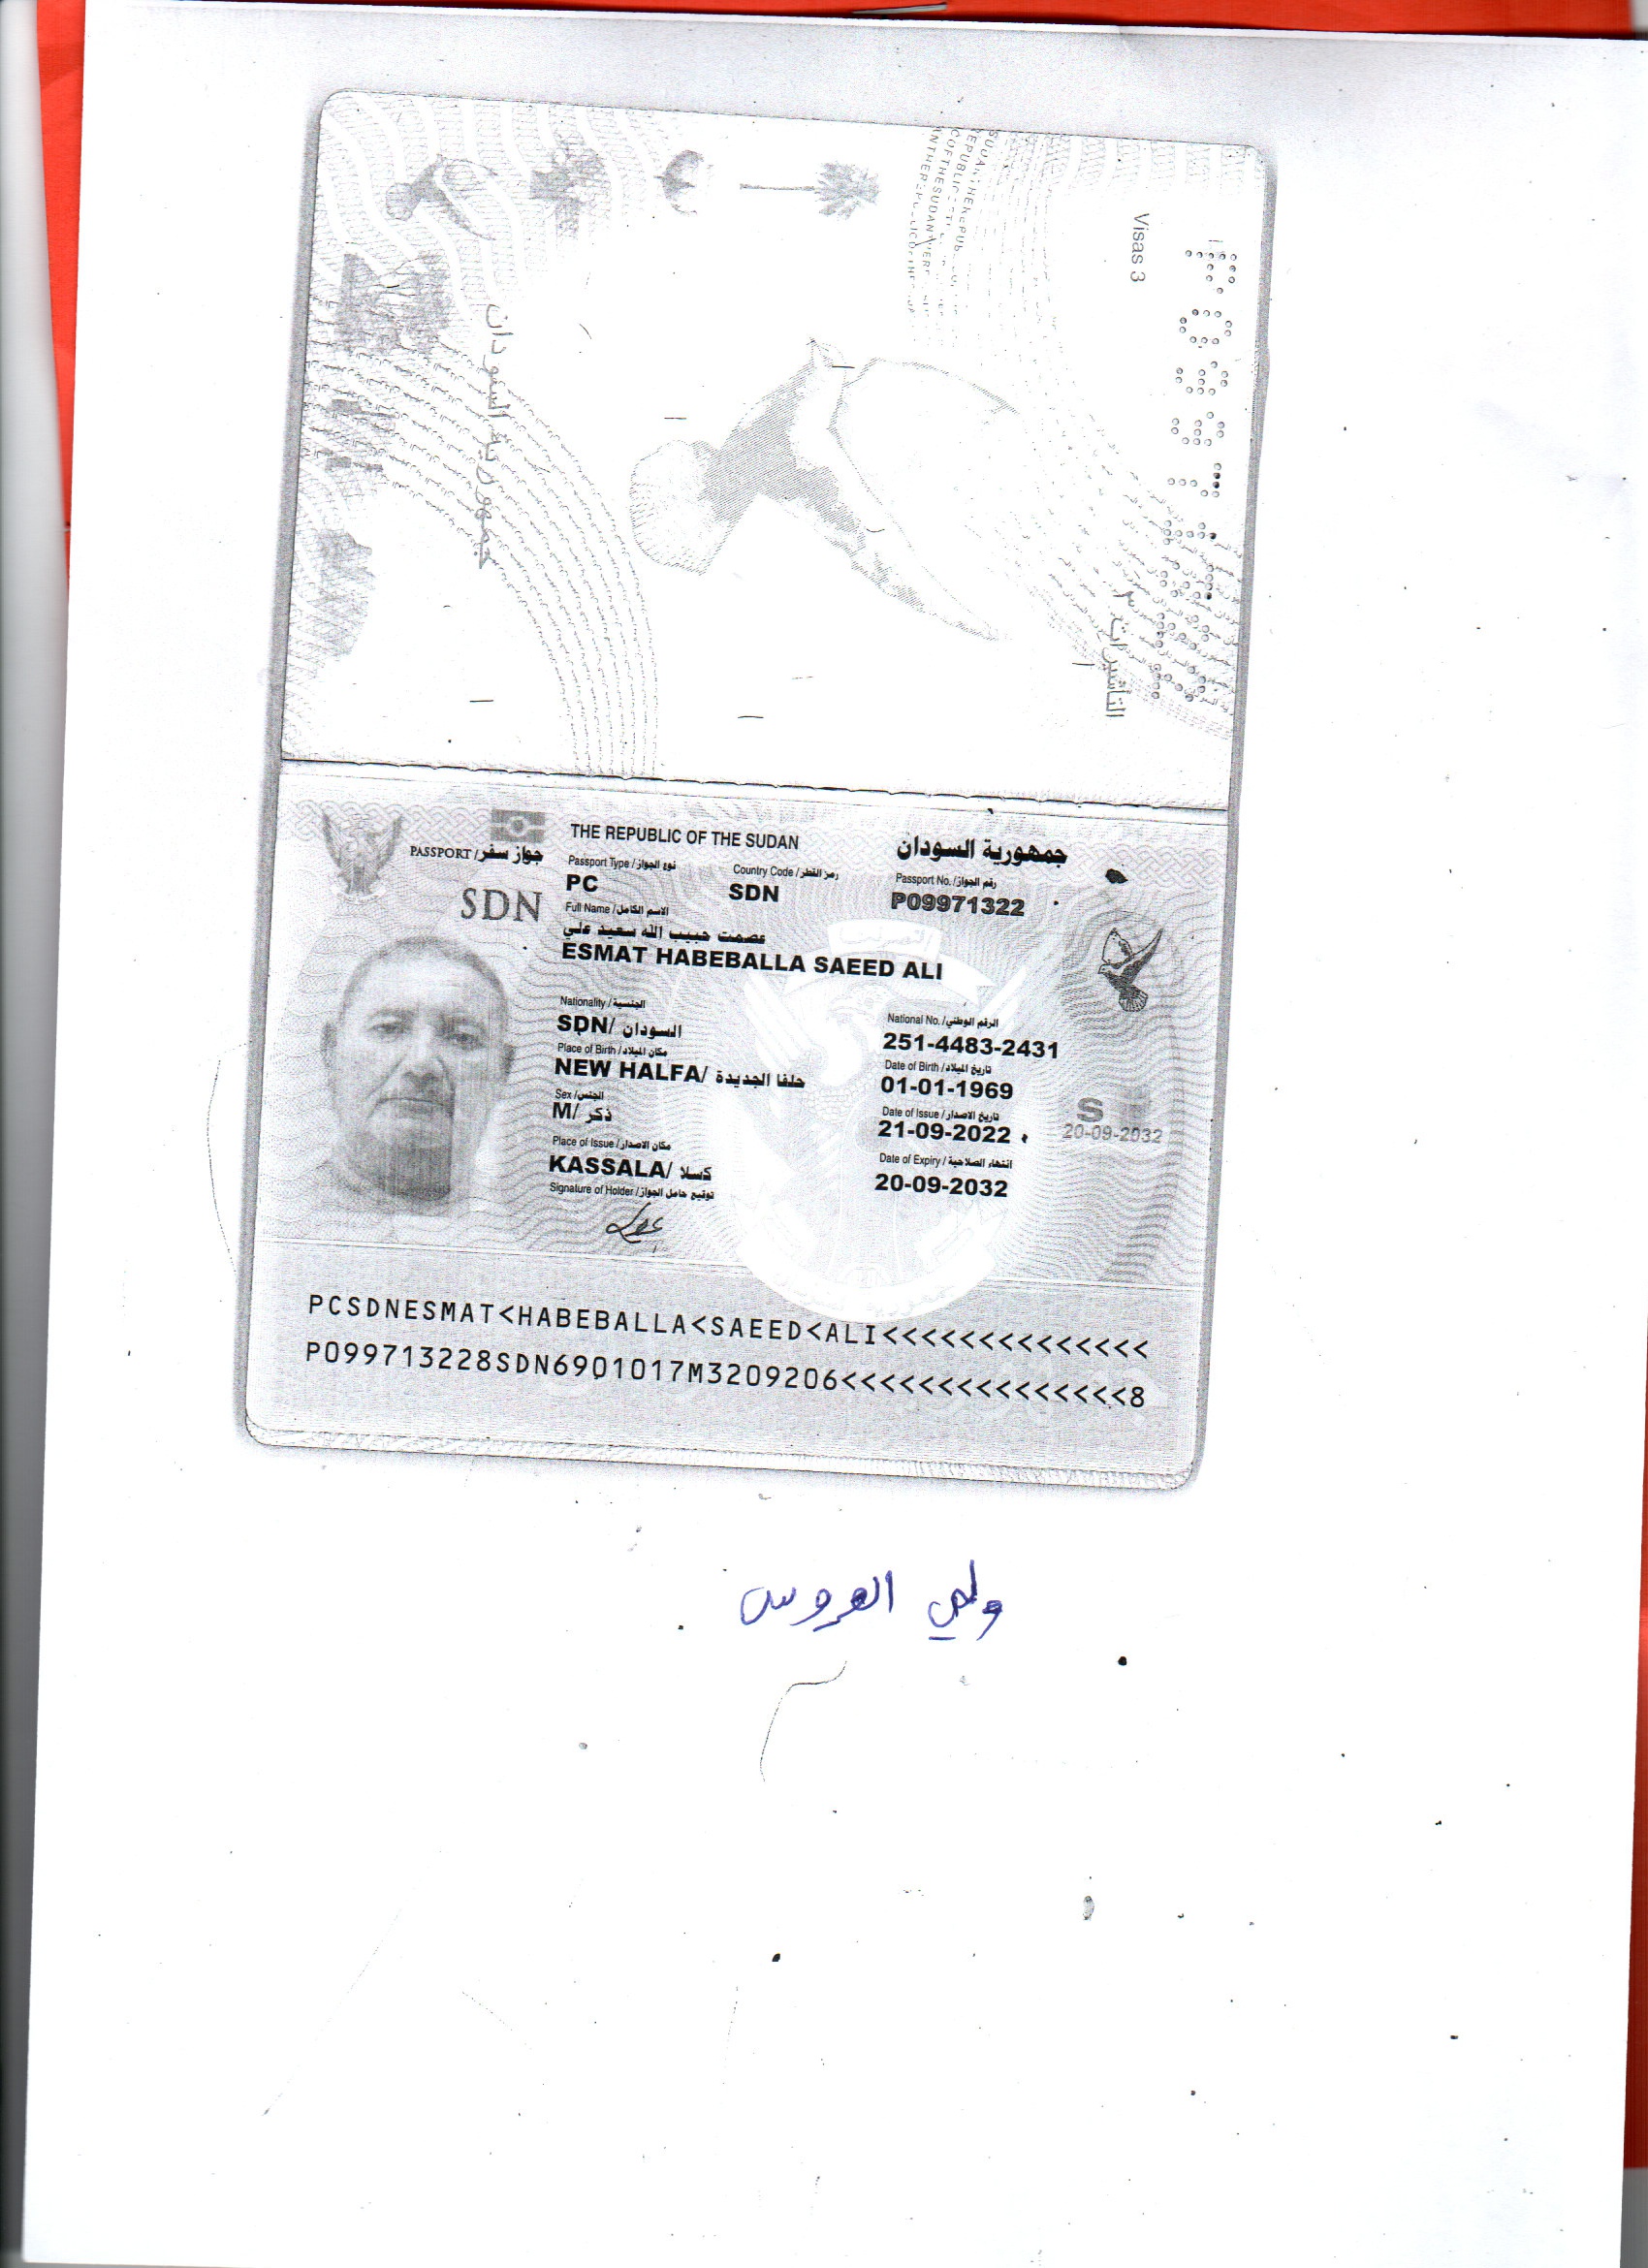 Visas 3
التأشيرات ٣
جمهورية السودان
جواز سفر/ PASSPORT
SDN
THE REPUBLIC OF THE SUDAN
جمهورية السودان
Passport Type / نوع الجواز
Country Code / رمز القطر
Passport No. / رقم الجواز
PC
SDN
P09971322
Full Name / الاسم الكامل
عصمت حبيب الله سعيد علي
ESMAT HABEBALLA SAEED ALI
Nationality / الجنسية
National No. / الرقم الوطني
SDN/ السودان
251-4483-2431
Place of Birth / مكان الميلاد
Date of Birth / تاريخ الميلاد
NEW HALFA/ حلفا الجديدة
01-01-1969
Sex / الجنس
Date of Issue / تاريخ الاصدار
M/ ذكر
21-09-2022
S
20-09-2032
Place of Issue / مكان الاصدار
Date of Expiry / انتهاء الصلاحية
KASSALA/ كسلا
20-09-2032
Signature of Holder / توقيع حامل الجواز
PCSDNESMAT<HABEBALLA<SAEED<ALI<<<<<<<<<<<<<<
P099713228SDN6901017M3209206<<<<<<<<<<<<<<<8
ولي العروس